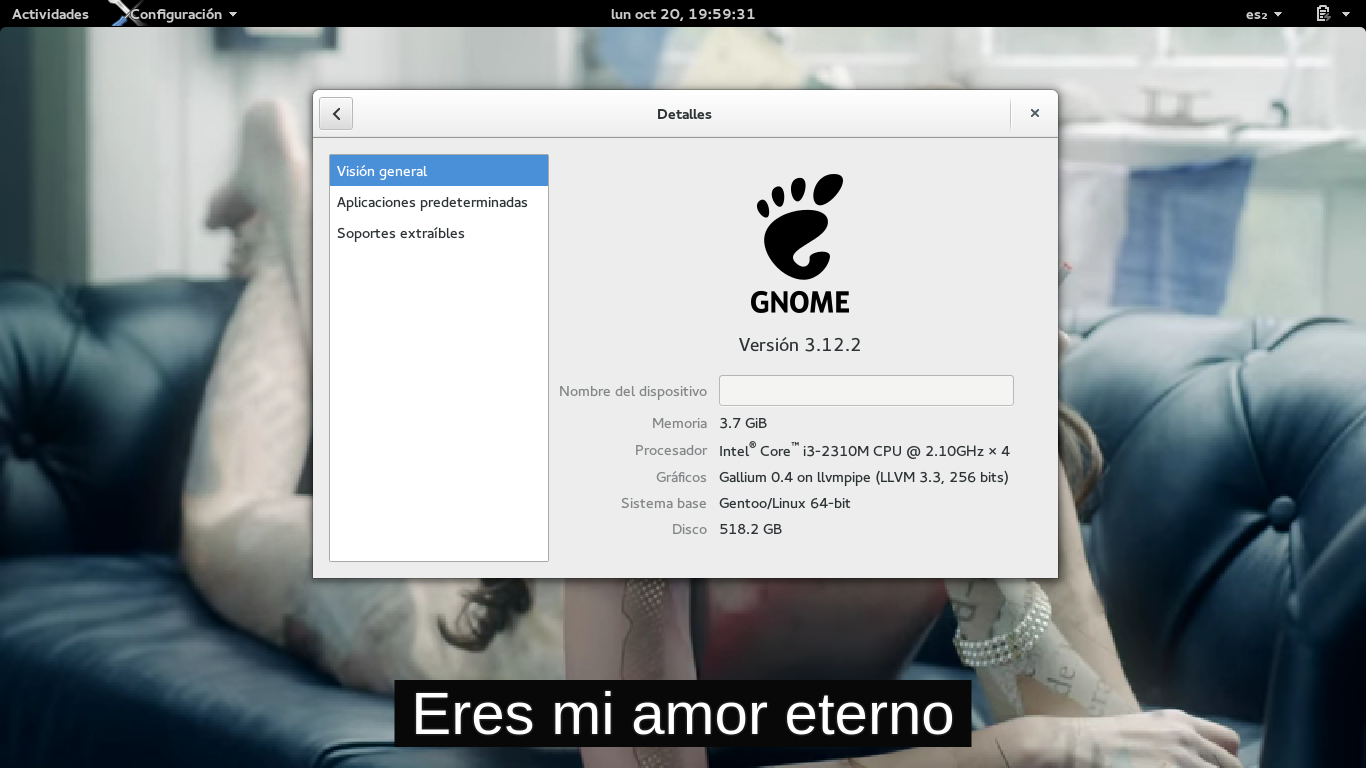 Actividades Configuración lun oct 20, 19:59:31 es₂
Detalles
Visión general
Aplicaciones predeterminadas
Soportes extraíbles
GNOME
Versión 3.12.2
Nombre del dispositivo
Memoria 3.7 GiB
Procesador Intel® Core™ i3-2310M CPU @ 2.10GHz × 4
Gráficos Gallium 0.4 on llvmpipe (LLVM 3.3, 256 bits)
Sistema base Gentoo/Linux 64-bit
Disco 518.2 GB
Eres mi amor eterno